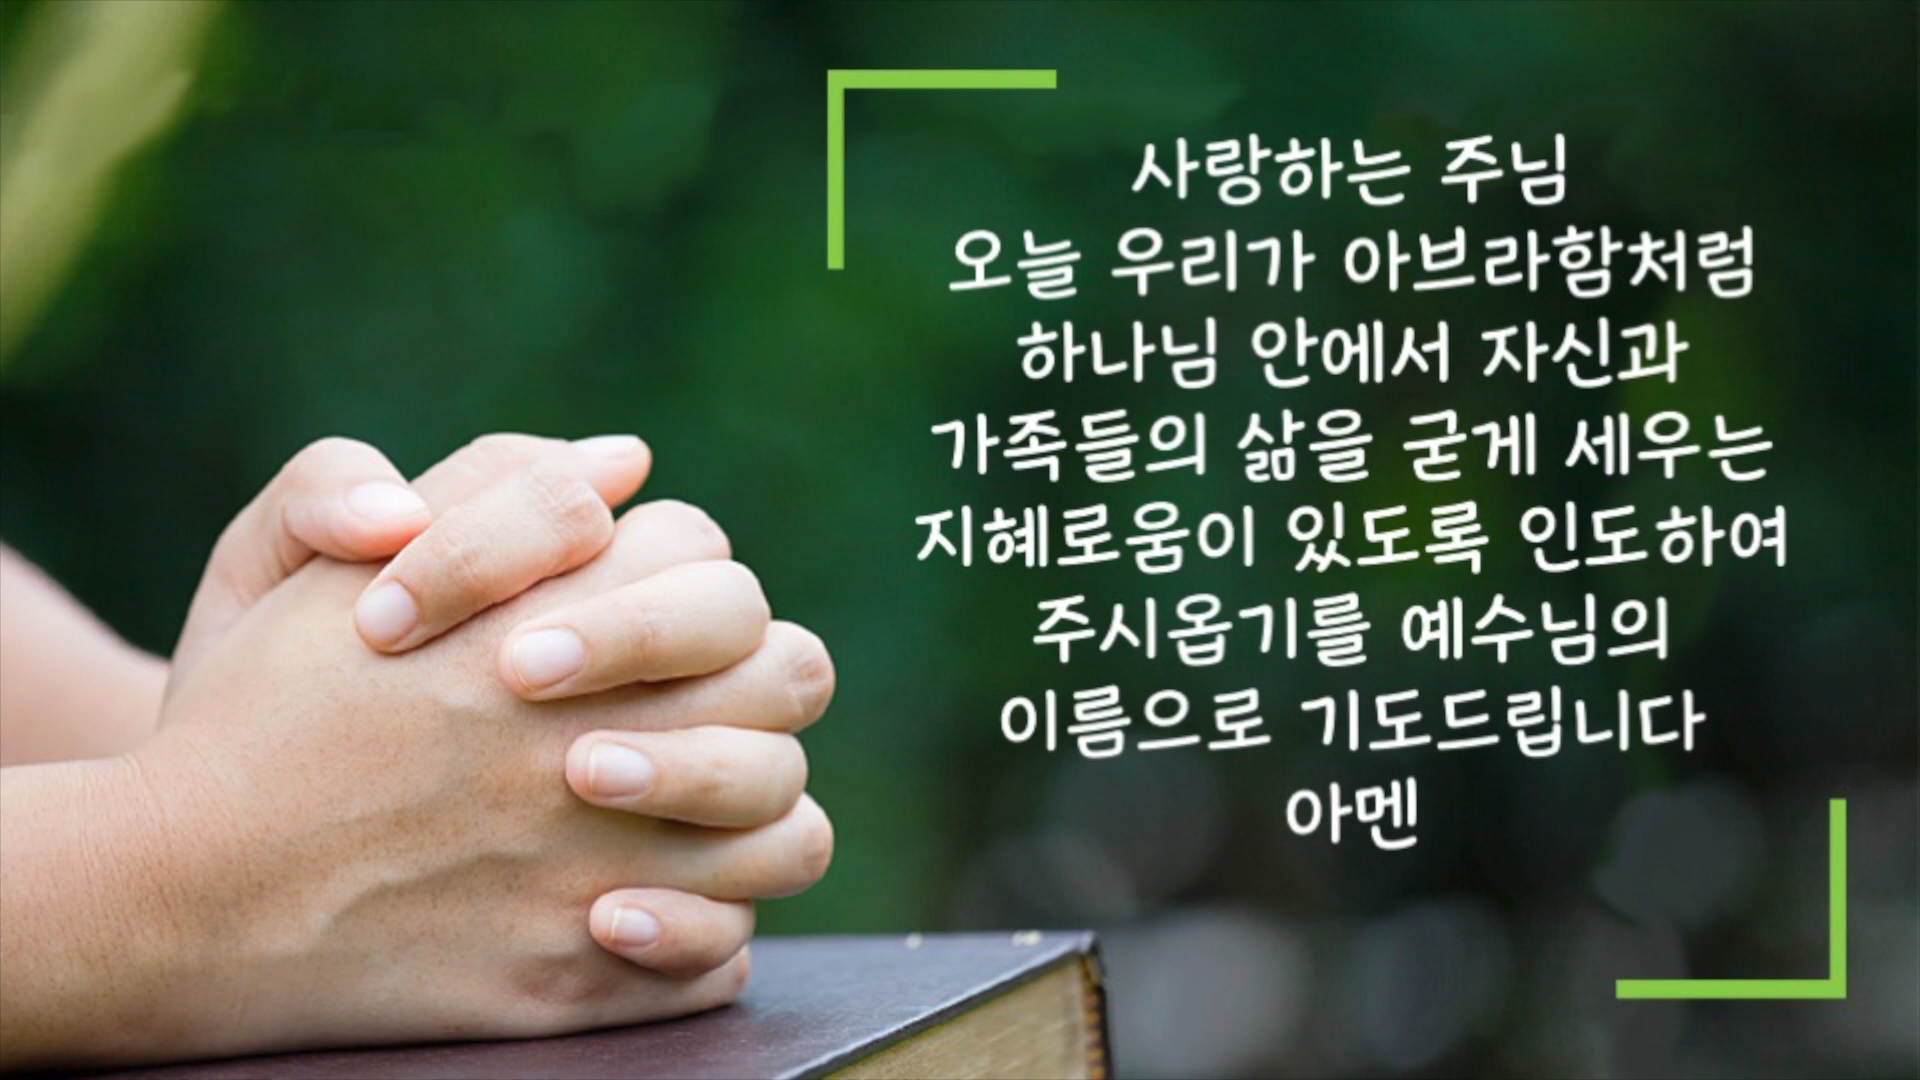 사랑하는 주님
오늘 우리가 아브라함처럼
하나님 안에서 자신과
가족들의 삶을 굳게 세우는
지혜로움이 있도록 인도하여
주시옵기를 예수님의
이름으로 기도드립니다
아멘